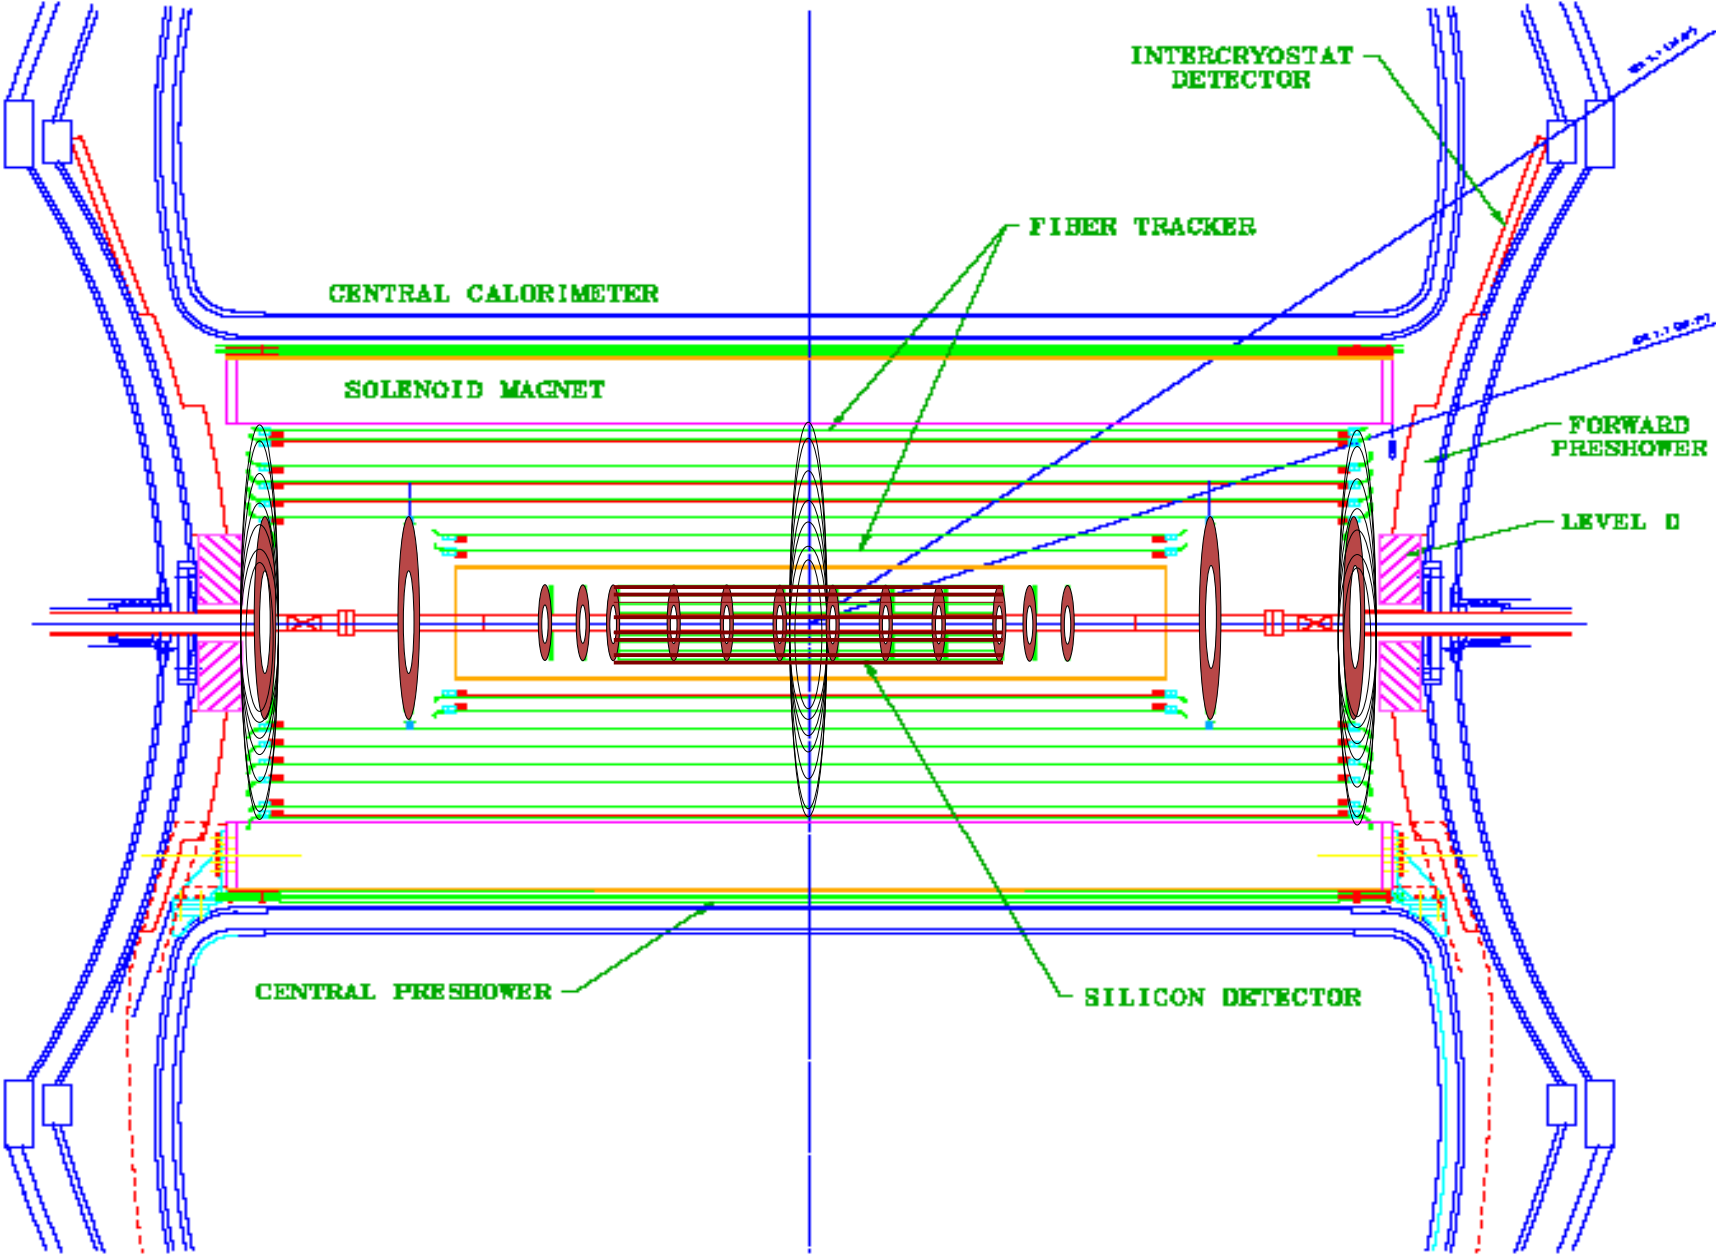 INTERCRYOSTAT
DETECTOR
FIBER TRACKER
CENTRAL CALORIMETER
SOLENOID MAGNET
FORWARD
PRESHOWER
LEVEL 0
CENTRAL PRESHOWER
SILICON DETECTOR